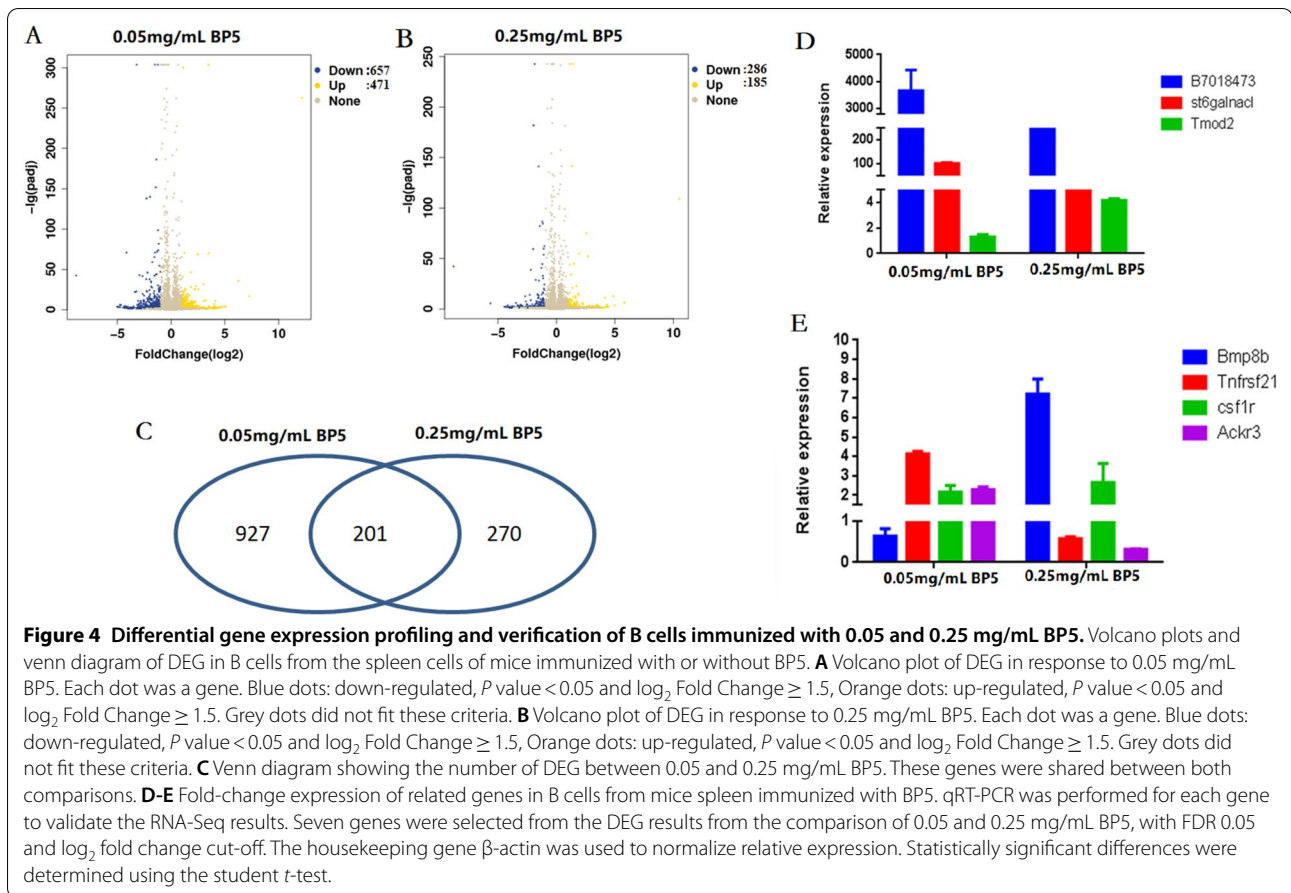 A
0.05mg/mL BP5
300
250
200
150
100
50
0
-lg(padj)
−5 0 5 10
FoldChange(log2)
Down :657
Up :471
None
B
0.25mg/mL BP5
250
200
150
100
50
0
-lg(padj)
−5 0 5 10
FoldChange(log2)
Down :286
Up :185
None
C
0.05mg/mL BP5 0.25mg/mL BP5
927 201 270
D
5000
4000
3000
200
100
4
2
0
Relative experssion
0.05mg/mL BP5 0.25mg/mL BP5
B7018473
st6galnacl
Tmod2
E
10
9
8
7
6
5
4
3
2
1
0
Relative expression
0.05mg/mL BP5 0.25mg/mL BP5
Bmp8b
Tnfrsf21
csf1r
Ackr3
Figure 4 Differential gene expression profiling and verification of B cells immunized with 0.05 and 0.25 mg/mL BP5. Volcano plots and
venn diagram of DEG in B cells from the spleen cells of mice immunized with or without BP5. A Volcano plot of DEG in response to 0.05 mg/mL
BP5. Each dot was a gene. Blue dots: down-regulated, P value < 0.05 and log₂ Fold Change ≥ 1.5, Orange dots: up-regulated, P value < 0.05 and
log₂ Fold Change ≥ 1.5. Grey dots did not fit these criteria. B Volcano plot of DEG in response to 0.25 mg/mL BP5. Each dot was a gene. Blue dots:
down-regulated, P value < 0.05 and log₂ Fold Change ≥ 1.5, Orange dots: up-regulated, P value < 0.05 and log₂ Fold Change ≥ 1.5. Grey dots did
not fit these criteria. C Venn diagram showing the number of DEG between 0.05 and 0.25 mg/mL BP5. These genes were shared between both
comparisons. D-E Fold-change expression of related genes in B cells from mice spleen immunized with BP5. qRT-PCR was performed for each gene
to validate the RNA-Seq results. Seven genes were selected from the DEG results from the comparison of 0.05 and 0.25 mg/mL BP5, with FDR 0.05
and log₂ fold change cut-off. The housekeeping gene β-actin was used to normalize relative expression. Statistically significant differences were
determined using the student t-test.